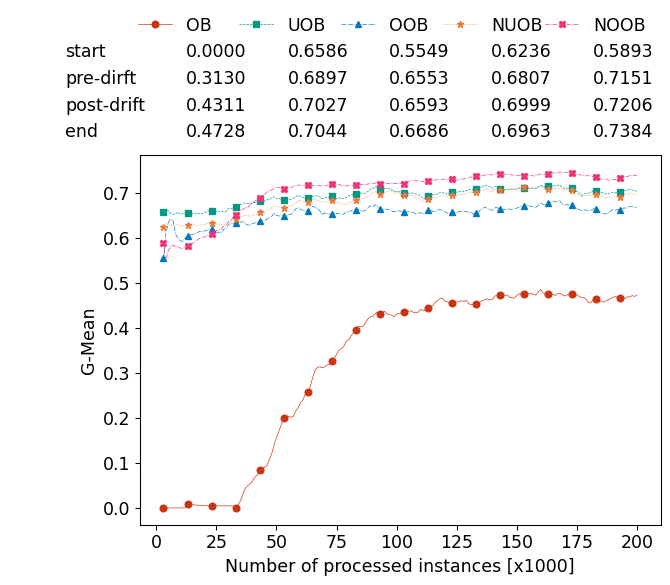 OB UOB OOB NUOB NOOB
start 0.0000 0.6586 0.5549 0.6236 0.5893
pre-dirft 0.3130 0.6897 0.6553 0.6807 0.7151
post-drift 0.4311 0.7027 0.6593 0.6999 0.7206
end 0.4728 0.7044 0.6686 0.6963 0.7384
0.7
0.6
0.5
0.4
0.3
0.2
0.1
0.0
G-Mean
0 25 50 75 100 125 150 175 200
Number of processed instances [x1000]